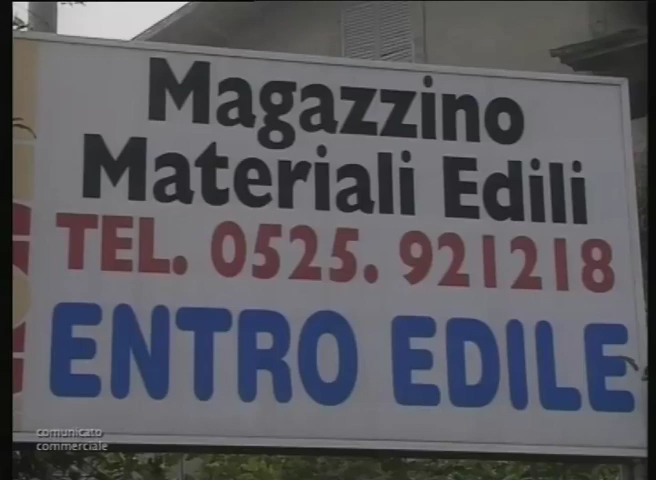 Magazzino
Materiali Edili
TEL. 0525. 921218
ENTRO EDILE
comunicato
commerciale